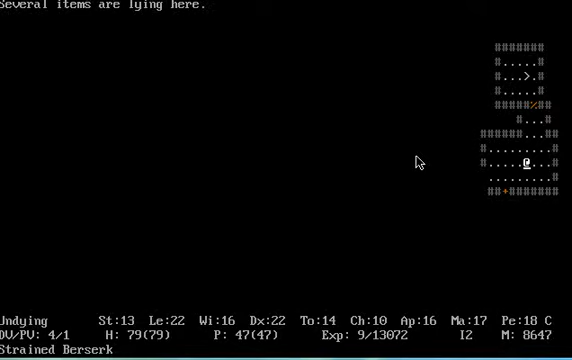 Several items are lying here.
#######
#.....#
#...>.#
#.....#
#####/##
#...#
######...##
#.........#
#.....@...#
.........#
##+#######
Undying St:13 Le:22 Wi:16 Dx:22 To:14 Ch:10 Ap:16 Ma:17 Pe:18 C
DV/PV: 4/1 H: 79(79) P: 47(47) Exp: 9/13072 I2 M: 8647
Strained Berserk